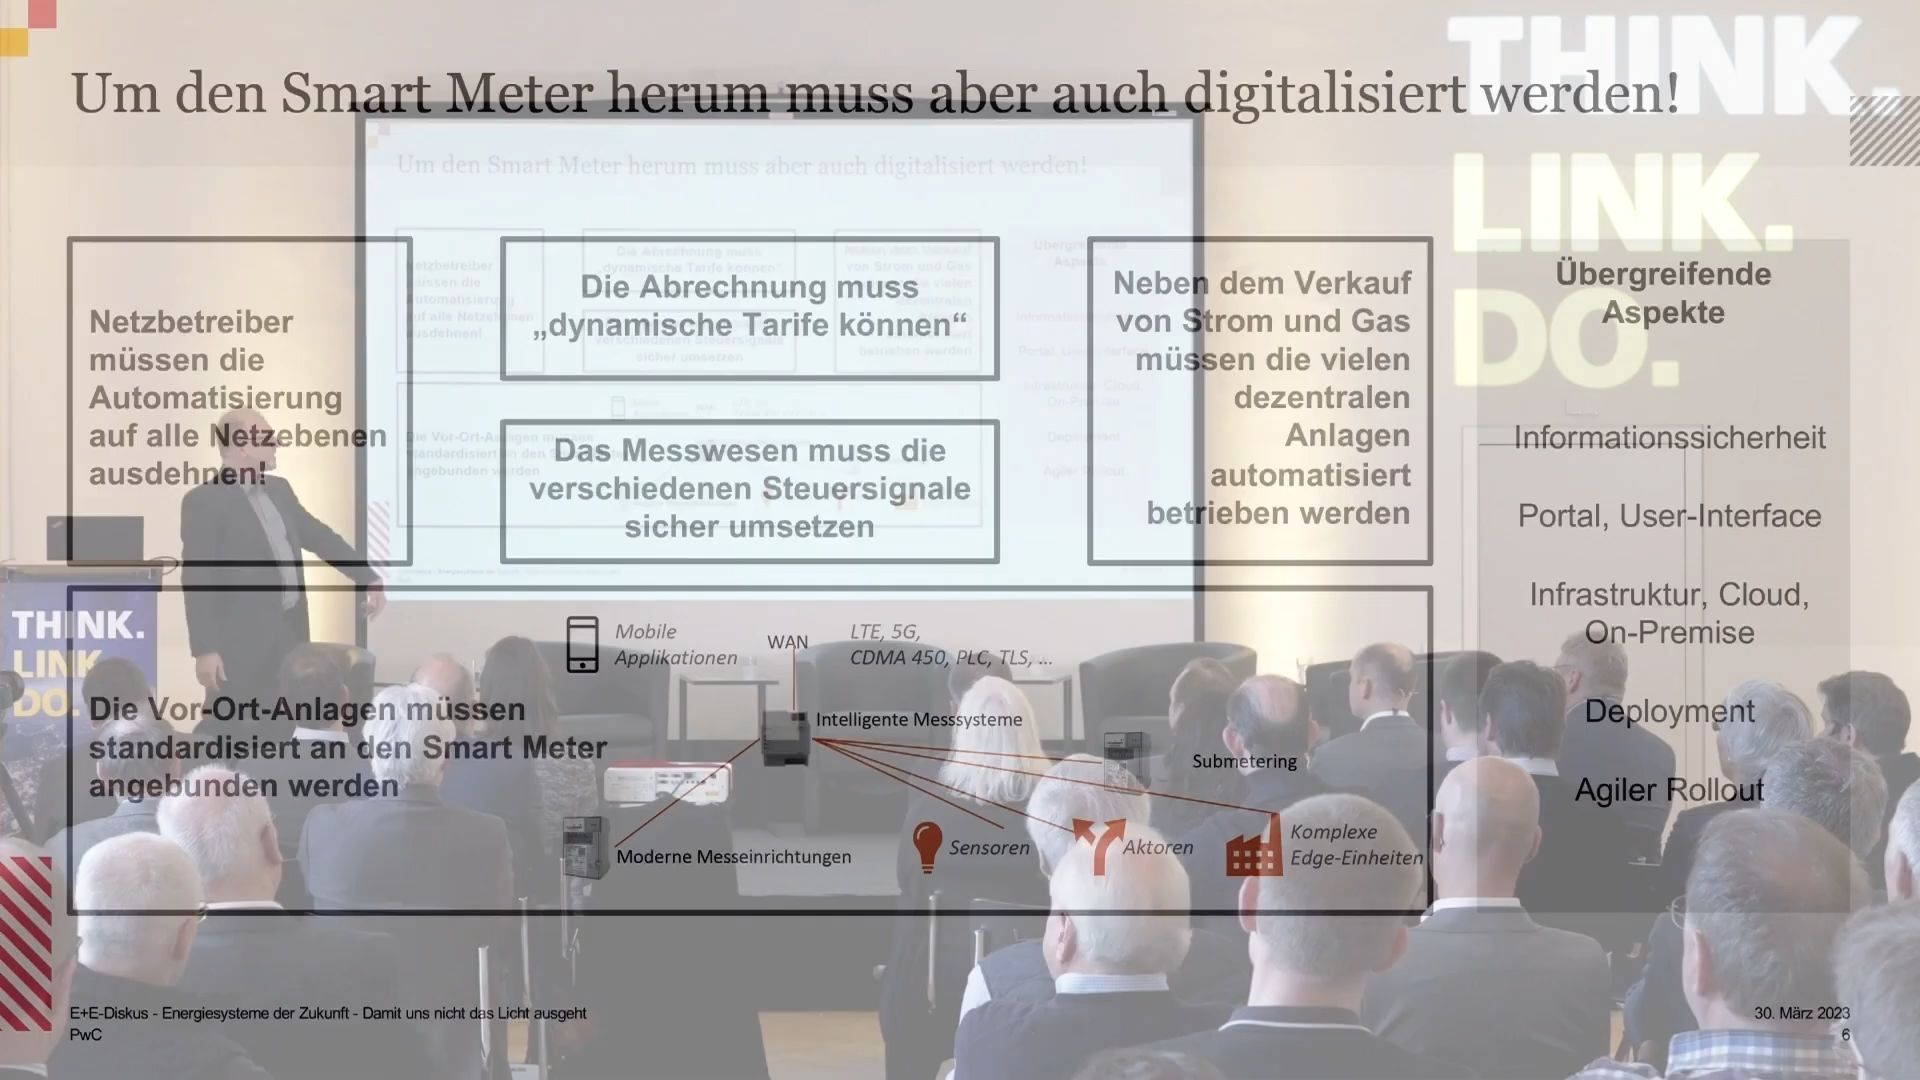 Um den Smart Meter herum muss aber auch digitalisiert werden!
THINK.
LINK.
DO.
Um den Smart Meter herum muss aber auch digitalisiert werden!
Netzbetreiber
müssen die
Automatisierung
auf alle Netzebenen
ausdehnen!
Die Abrechnung muss
„dynamische Tarife können“
Das Messwesen muss die
verschiedenen Steuersignale
sicher umsetzen
Neben dem Verkauf
von Strom und Gas
müssen die vielen
dezentralen
Anlagen
automatisiert
betrieben werden
Übergreifende
Aspekte
Informationssicherheit
Portal, User-Interface
Infrastruktur, Cloud,
On-Premise
Deployment
Agiler Rollout
Die Vor-Ort-Anlagen müssen
standardisiert an den Smart Meter
angebunden werden
Mobile
Applikationen
WAN
LTE, 5G,
CDMA 450, PLC, TLS, ...
Intelligente Messsysteme
Submetering
Moderne Messeinrichtungen
Sensoren
Aktoren
Komplexe
Edge-Einheiten
THINK.
LINK.
DO.
E+E-Diskus - Energiesysteme der Zukunft - Damit uns nicht das Licht ausgeht
PwC
30. März 2023
6